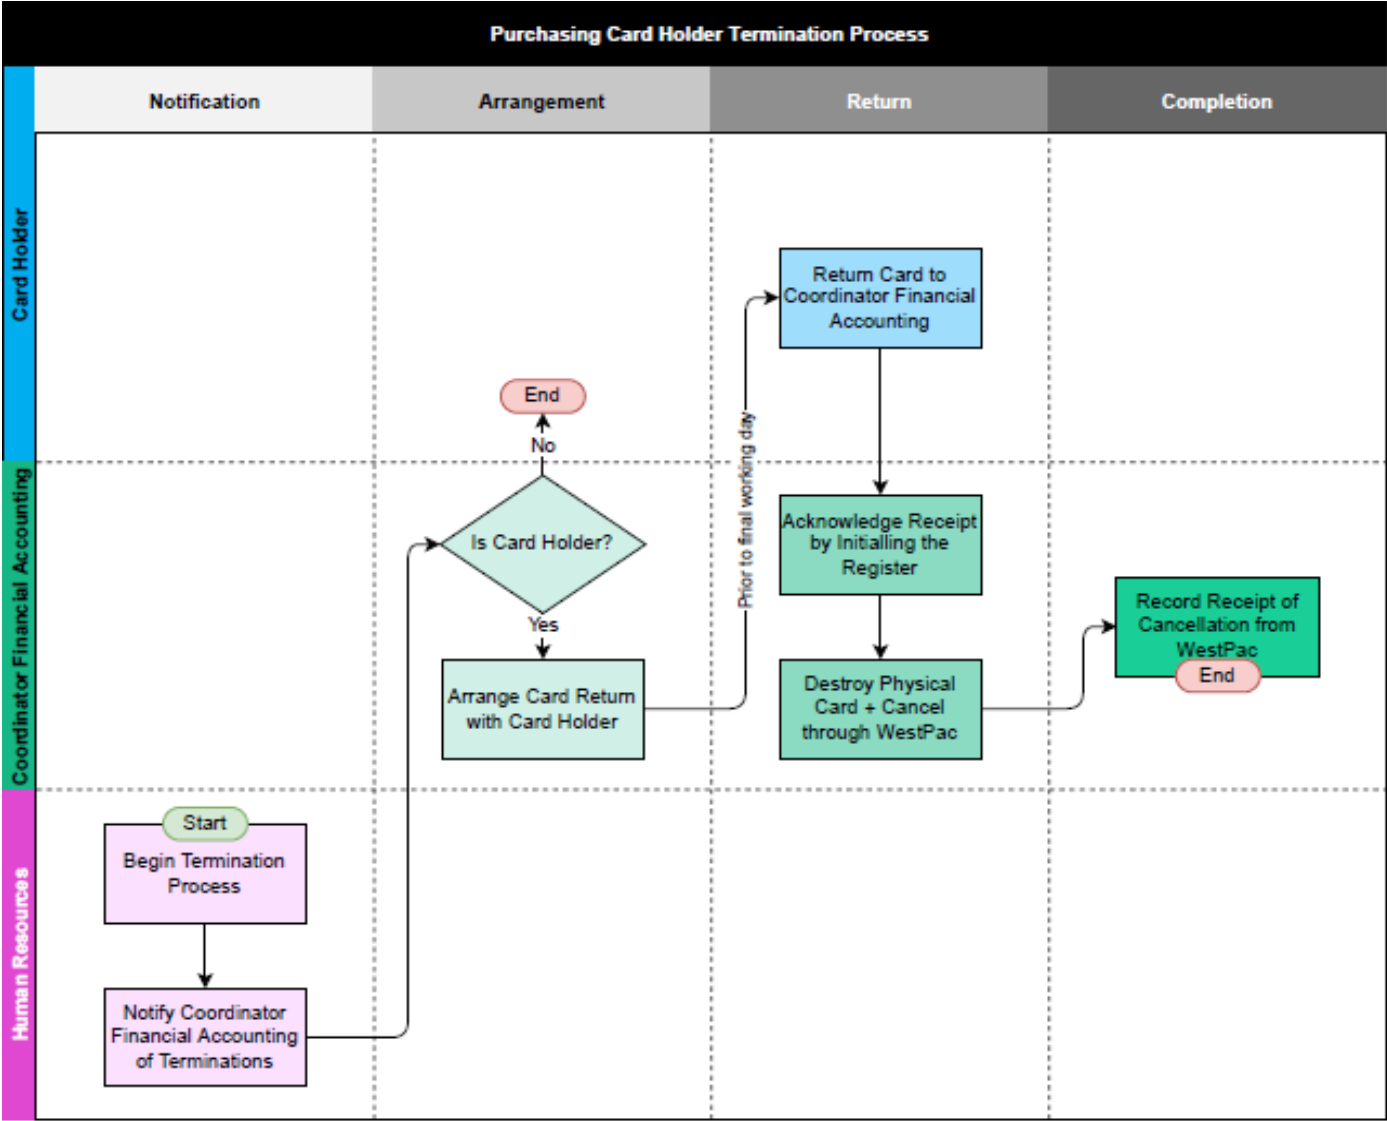 Purchasing Card Holder Termination Process
Notification
Arrangement
Return
Completion
Card Holder
Return Card to
Coordinator Financial
Accounting
End
No
Prior to final working day
Coordinator Financial Accounting
Is Card Holder?
Yes
Arrange Card Return
with Card Holder
Acknowledge Receipt
by Initialling the
Register
Destroy Physical
Card + Cancel
through WestPac
Record Receipt of
Cancellation from
WestPac
End
Human Resources
Start
Begin Termination
Process
Notify Coordinator
Financial Accounting
of Terminations